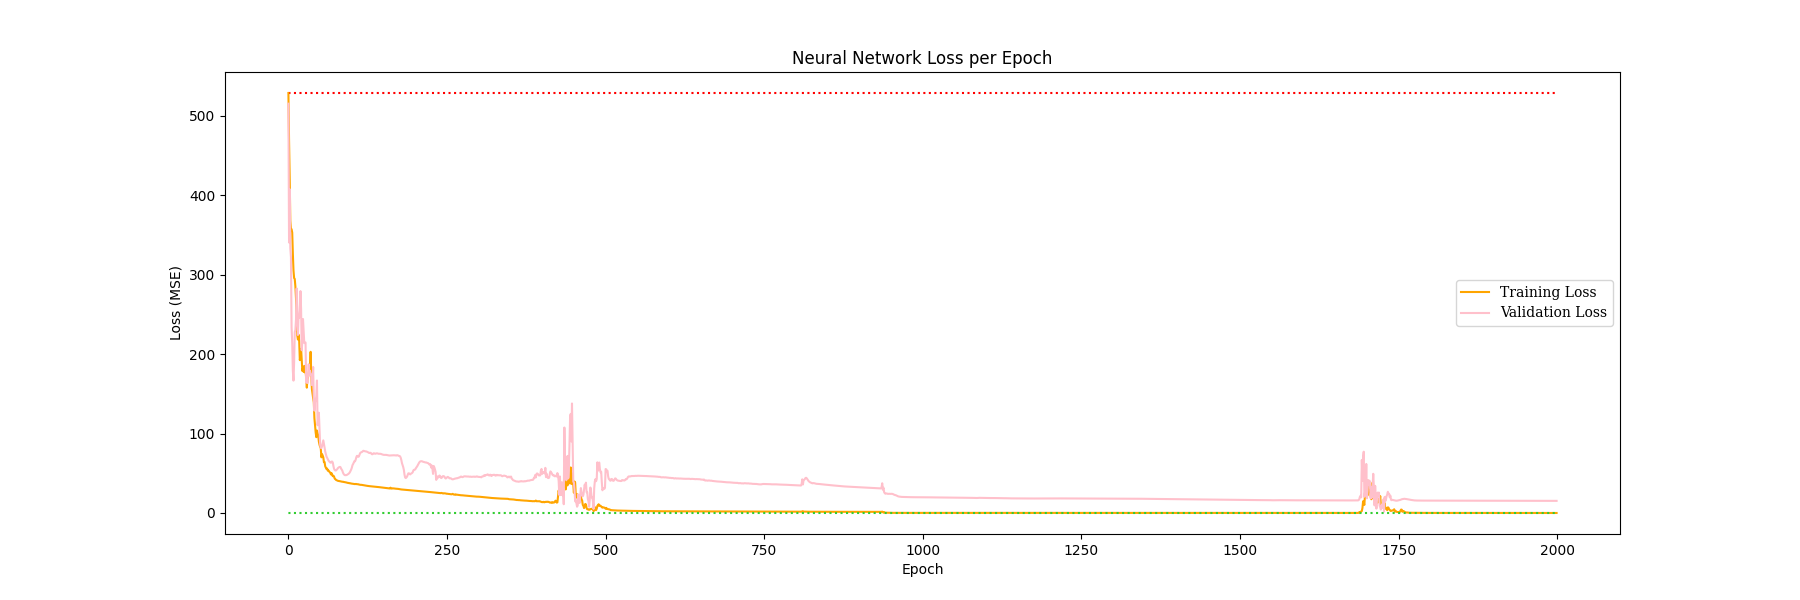 Neural Network Loss per Epoch
500
400
300
200
100
0
Loss (MSE)
Training Loss
Validation Loss
0 250 500 750 1000 1250 1500 1750 2000
Epoch